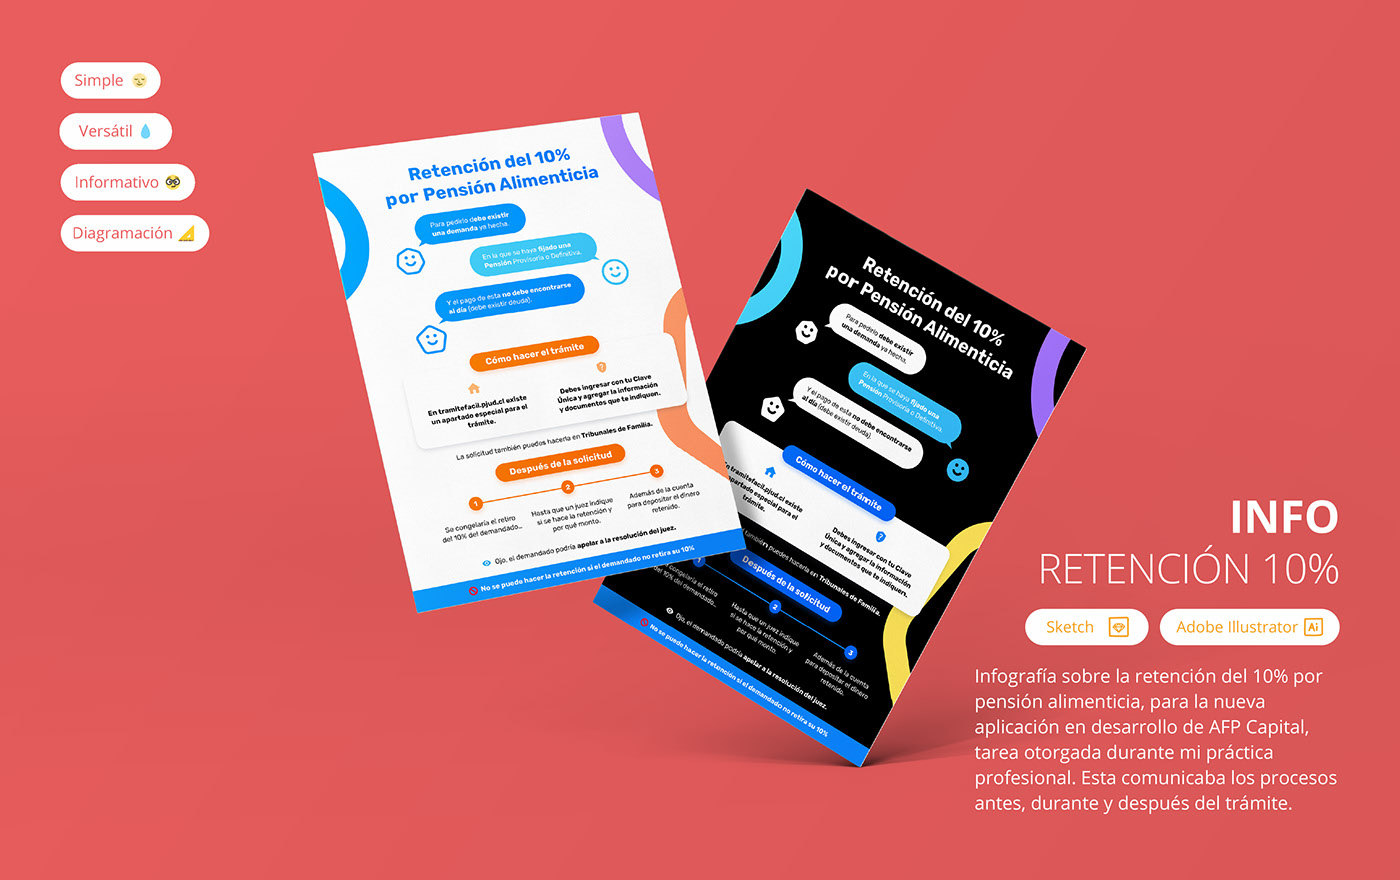 Simple
Versátil
Informativo
Diagramación
Retención del 10%
por Pensión Alimenticia
Para pedirlo debe existir
una demanda ya hecha.
En la que se haya fijado una
Pensión Provisoria o Definitiva.
Y el pago de esta no debe encontrarse
al día (debe existir deuda).
Cómo hacer el trámite
En tramitefacil.pjud.cl existe
un apartado especial para el
trámite.
Debes ingresar con tu Clave
Única y agregar la información
y documentos que te indiquen.
La solicitud también puedes hacerla en Tribunales de Familia.
Después de la solicitud
1
2
3
Se congelaría el retiro
del 10% del demandado...
Hasta que un juez indique
si se hace la retención y
por qué monto.
Además de la cuenta
para depositar el dinero
retenido.
Ojo, el demandado podría apelar a la resolución del juez.
No se puede hacer la retención si el demandado no retira su 10%
Retención del 10%
por Pensión Alimenticia
Para pedirlo debe existir
una demanda ya hecha.
En la que se haya fijado una
Pensión Provisoria o Definitiva.
Y el pago de esta no debe encontrarse
al día (debe existir deuda).
Cómo hacer el trámite
En tramitefacil.pjud.cl existe
apartado especial para el
trámite.
Debes ingresar con tu Clave
Única y agregar la información
y documentos que te indiquen.
también puedes hacerla en Tribunales de Familia.
Después de la solicitud
1
2
3
congelaría el retiro
del 10% del demandado...
Hasta que un juez indique
si se hace la retención y
por qué monto.
Además de la cuenta
para depositar el dinero
retenido.
Ojo, el demandado podría apelar a la resolución del juez.
No se puede hacer la retención si el demandado no retira su 10%
INFO
RETENCIÓN 10%
Sketch
Adobe Illustrator Ai
Infografía sobre la retención del 10% por
pensión alimenticia, para la nueva
aplicación en desarrollo de AFP Capital,
tarea otorgada durante mi práctica
profesional. Esta comunicaba los procesos
antes, durante y después del trámite.